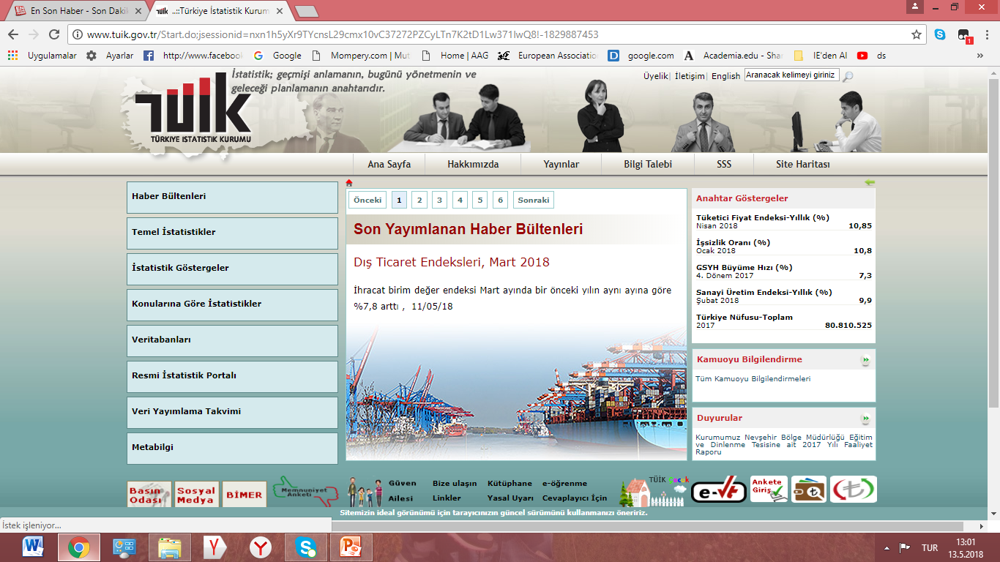 En Son Haber - Son Dakik
..::Türkiye İstatistik Kurum
www.tuik.gov.tr/Start.do;jsessionid=nxn1h5yXr9TYcnsL29cmx10vC37272PZCyLTn7K2tD1Lw371lwQ8!-1829887453
Uygulamalar Ayarlar http://www.facebook Google Mompery.com | Mut Home | AAG European Associatio google.com Academia.edu - Shar IE'den Al ds »
İstatistik; geçmişi anlamanın, bugünü yönetmenin ve
geleceği planlamanın anahtarıdır.
Üyelik| İletişim| English Aranacak kelimeyi giriniz
TÜİK
TÜRKİYE İSTATİSTİK KURUMU
Ana Sayfa Hakkımızda Yayınlar Bilgi Talebi SSS Site Haritası
Haber Bültenleri
Temel İstatistikler
İstatistik Göstergeler
Konularına Göre İstatistikler
Veritabanları
Resmi İstatistik Portalı
Veri Yayımlama Takvimi
Metabilgi
Önceki 1 2 3 4 5 6 Sonraki
Son Yayımlanan Haber Bültenleri
Dış Ticaret Endeksleri, Mart 2018
İhracat birim değer endeksi Mart ayında bir önceki yılın aynı ayına göre
%7,8 arttı , 11/05/18
Anahtar Göstergeler
Tüketici Fiyat Endeksi-Yıllık (%)
Nisan 2018 10,85
İşsizlik Oranı (%)
Ocak 2018 10,8
GSYH Büyüme Hızı (%)
4. Dönem 2017 7,3
Sanayi Üretim Endeksi-Yıllık (%)
Şubat 2018 9,9
Türkiye Nüfusu-Toplam
2017 80.810.525
Kamuoyu Bilgilendirme
Tüm Kamuoyu Bilgilendirmeleri
Duyurular
Kurumumuz Nevşehir Bölge Müdürlüğü Eğitim
ve Dinlenme Tesisine ait 2017 Yılı Faaliyet
Raporu
Basın
Odası
Sosyal
Medya
BİMER
Memnuniyet
Anketi
Güven
Ailesi
Bize ulaşın Kütüphane e-öğrenme
Linkler Yasal Uyarı Cevaplayıcı İçin
TÜİK çocuk
e-VT
Ankete
Giriş
Sitemizin ideal görünümü için tarayıcınızın güncel sürümünü kullanmanızı öneririz.
İstek işleniyor...
TUR
13:01
13.5.2018
1